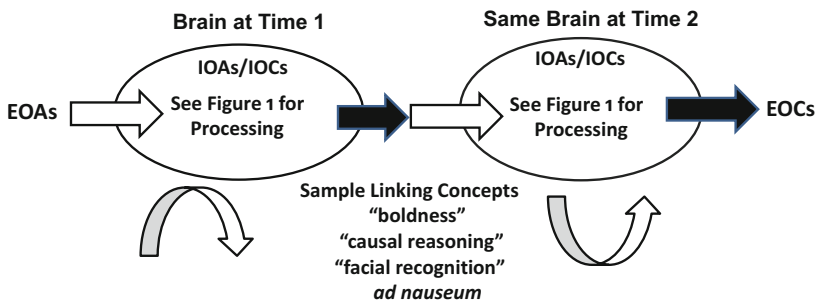 Brain at Time 1
Same Brain at Time 2
IOAs/IOCs
See Figure 1 for
Processing
IOAs/IOCs
See Figure 1 for
Processing
EOAs
EOCs
Sample Linking Concepts
“boldness”
“causal reasoning”
“facial recognition”
ad nauseum